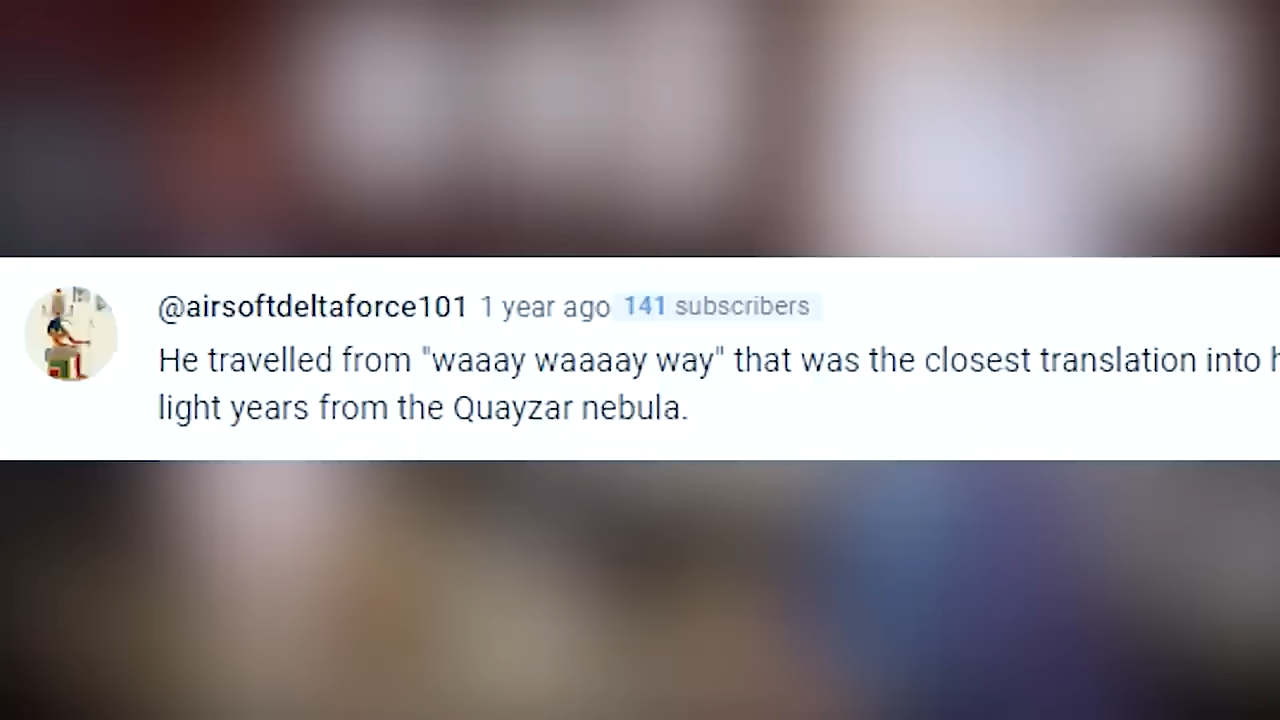 @airsoftdeltaforce101 1 year ago 141 subscribers
He travelled from "waaay waaaay way" that was the closest translation into
light years from the Quayzar nebula.